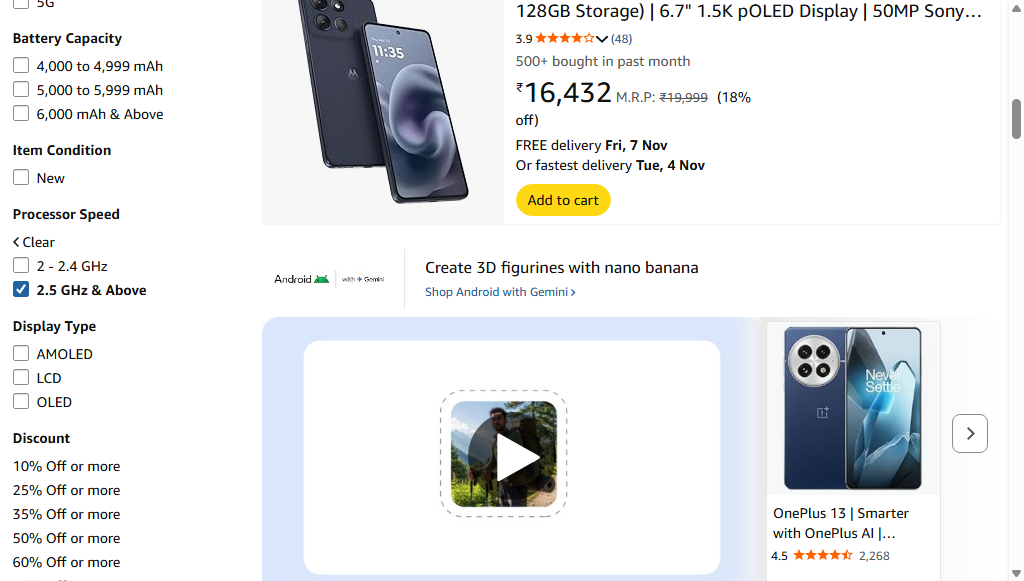 5G
Battery Capacity
4,000 to 4,999 mAh
5,000 to 5,999 mAh
6,000 mAh & Above
Item Condition
New
Processor Speed
Clear
2 - 2.4 GHz
2.5 GHz & Above
Display Type
AMOLED
LCD
OLED
Discount
10% Off or more
25% Off or more
35% Off or more
50% Off or more
60% Off or more
11:35
128GB Storage) | 6.7" 1.5K pOLED Display | 50MP Sony…
3.9 (48)
500+ bought in past month
₹16,432 M.R.P: ₹19,999 (18%
off)
FREE delivery Fri, 7 Nov
Or fastest delivery Tue, 4 Nov
Add to cart
Android with Gemini
Create 3D figurines with nano banana
Shop Android with Gemini ›
Never
Settle
OnePlus 13 | Smarter
with OnePlus AI |…
4.5 2,268